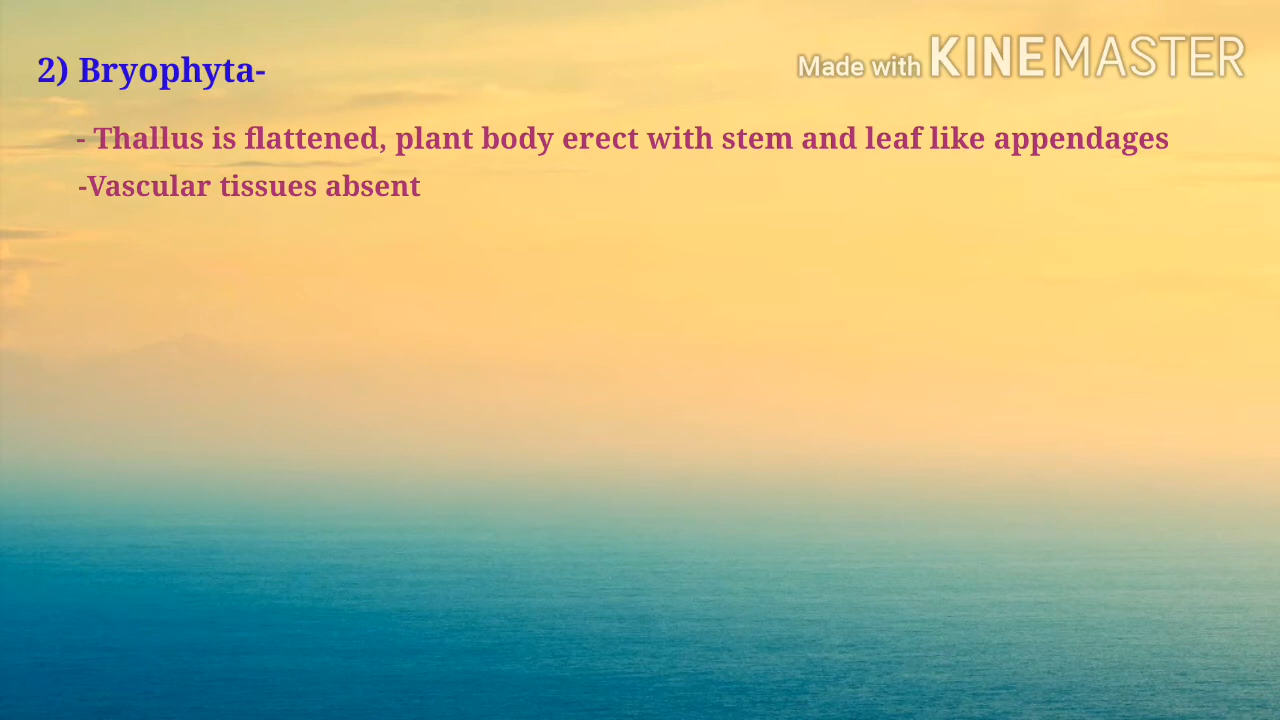 2) Bryophyta-
Made with KINEMASTER
- Thallus is flattened, plant body erect with stem and leaf like appendages
-Vascular tissues absent